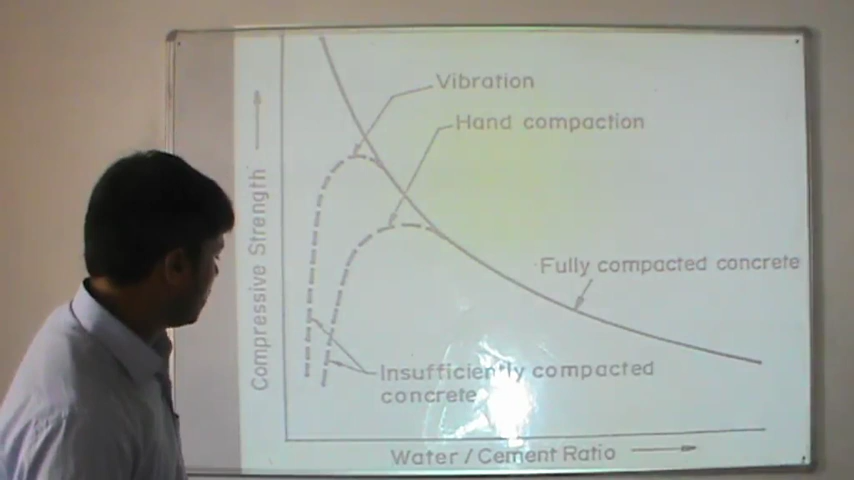 Vibration
Hand compaction
Compressive Strength
Fully compacted concrete
Insufficiently compacted
concrete
Water / Cement Ratio